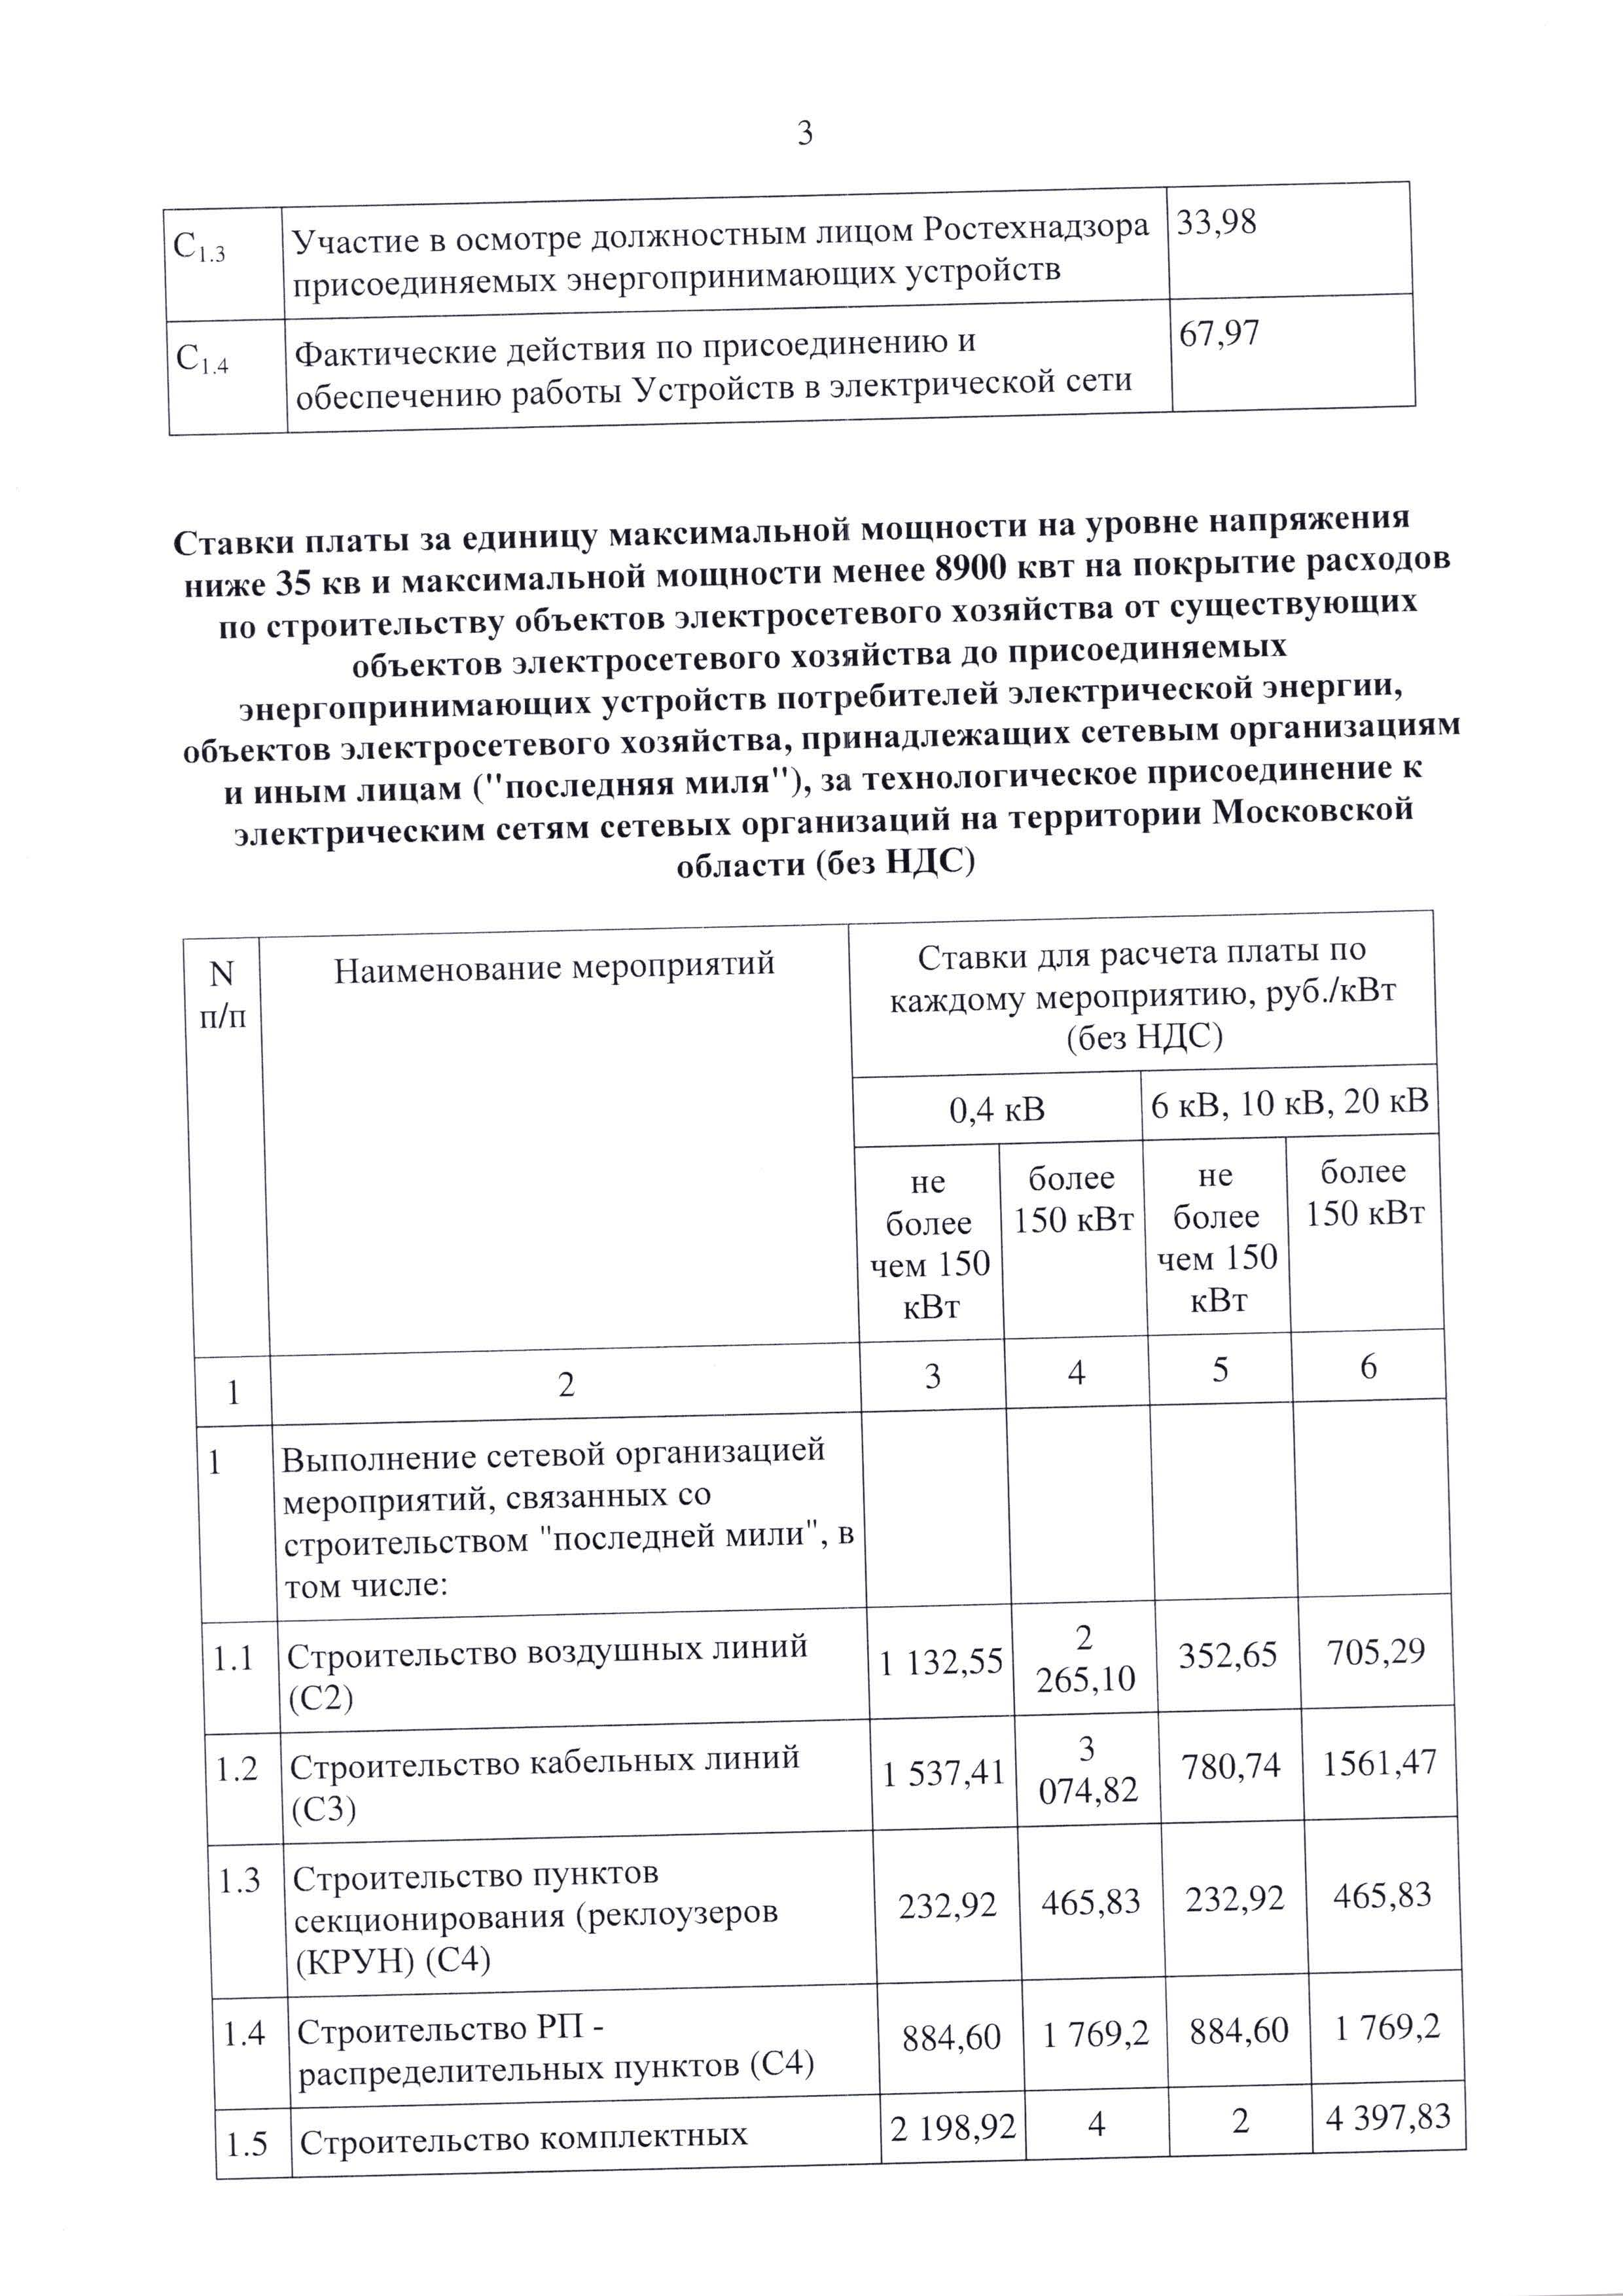 3
С1.3 Участие в осмотре должностным лицом Ростехнадзора 33,98
присоединяемых энергопринимающих устройств
С1.4 Фактические действия по присоединению и 67,97
обеспечению работы Устройств в электрической сети
Ставки платы за единицу максимальной мощности на уровне напряжения
ниже 35 кв и максимальной мощности менее 8900 квт на покрытие расходов
по строительству объектов электросетевого хозяйства от существующих
объектов электросетевого хозяйства до присоединяемых
энергопринимающих устройств потребителей электрической энергии,
объектов электросетевого хозяйства, принадлежащих сетевым организациям
и иным лицам ("последняя миля"), за технологическое присоединение к
электрическим сетям сетевых организаций на территории Московской
области (без НДС)
N
п/п
Наименование мероприятий
Ставки для расчета платы по
каждому мероприятию, руб./кВт
(без НДС)
0,4 кВ 6 кВ, 10 кВ, 20 кВ
не
более
чем 150
кВт
более
150 кВт
не
более
чем 150
кВт
более
150 кВт
1 2 3 4 5 6
1 Выполнение сетевой организацией
мероприятий, связанных со
строительством "последней мили", в
том числе:
1.1 Строительство воздушных линий
(С2)
1 132,55
2
265,10
352,65
705,29
1.2 Строительство кабельных линий
(С3)
1 537,41
3
074,82
780,74
1561,47
1.3 Строительство пунктов
секционирования (реклоузеров
(КРУН) (С4)
232,92
465,83
232,92
465,83
1.4 Строительство РП -
распределительных пунктов (С4)
884,60
1 769,2
884,60
1 769,2
1.5 Строительство комплектных 2 198,92 4 2 4 397,83